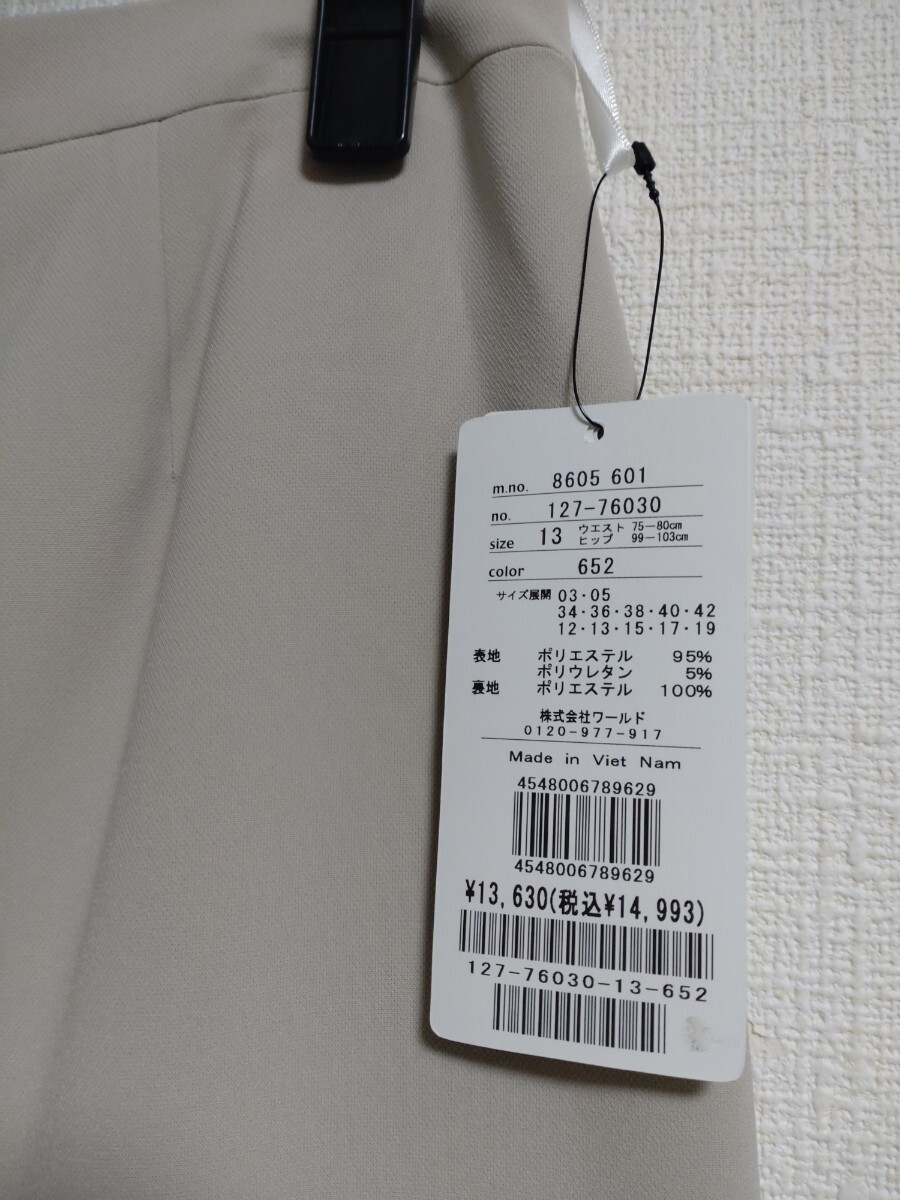 m.no. 8605 601
no. 127-76030
size 13 ウエスト 75-80cm
ヒップ 99-103cm
color 652
サイズ展開 03・05
34・36・38・40・42
12・13・15・17・19
表地 ポリエステル 95%
ポリウレタン 5%
裏地 ポリエステル 100%
株式会社ワールド
0120-977-917
Made in Viet Nam
4548006789629
4548006789629
¥13,630(税込¥14,993)
127-76030-13-652